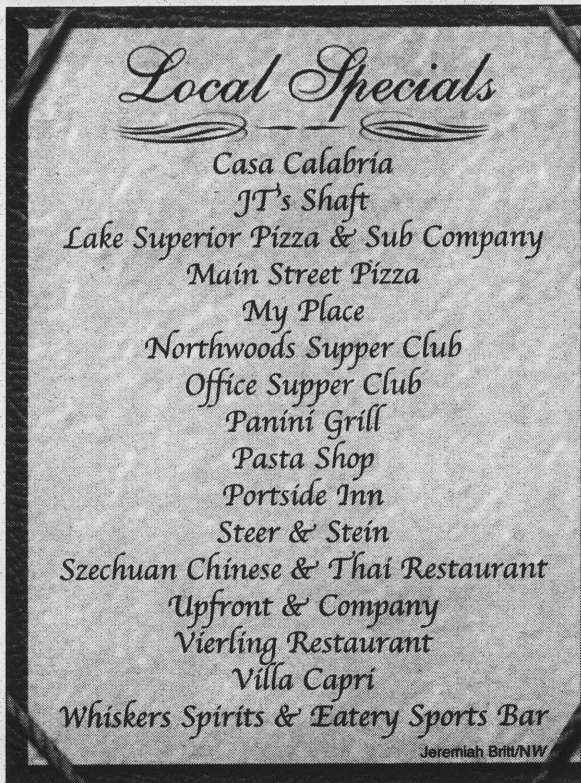 Local Specials
Casa Calabria
JT's Shaft
Lake Superior Pizza & Sub Company
Main Street Pizza
My Place
Northwoods Supper Club
Office Supper Club
Panini Grill
Pasta Shop
Portside Inn
Steer & Stein
Szechuan Chinese & Thai Restaurant
Upfront & Company
Vierling Restaurant
Villa Capri
Whiskers Spirits & Eatery Sports Bar
Jeremiah Britt/NW